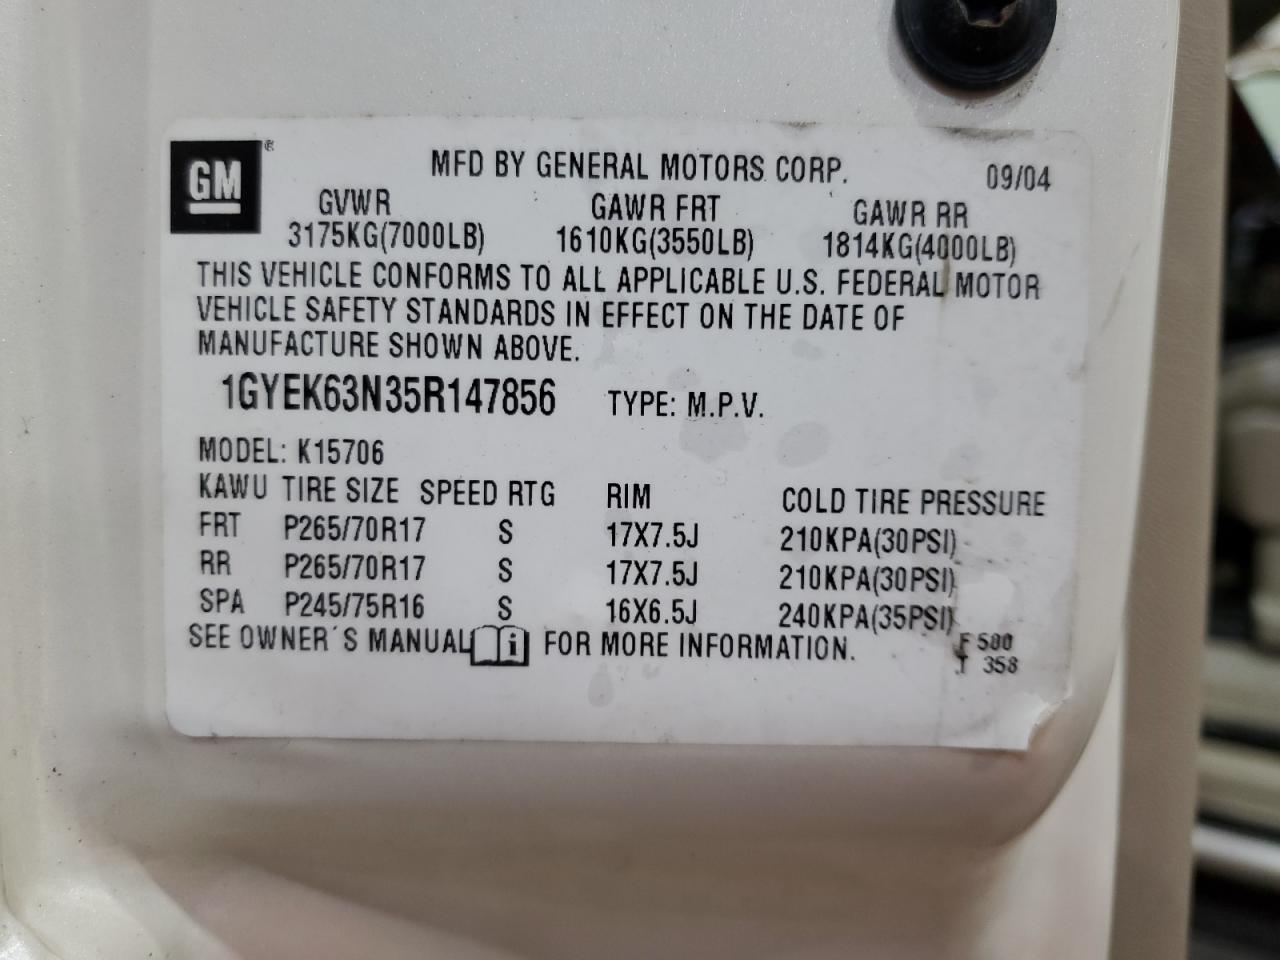 GM ®
MFD BY GENERAL MOTORS CORP. 09/04
GVWR GAWR FRT GAWR RR
3175KG(7000LB) 1610KG(3550LB) 1814KG(4000LB)
THIS VEHICLE CONFORMS TO ALL APPLICABLE U.S. FEDERAL MOTOR
VEHICLE SAFETY STANDARDS IN EFFECT ON THE DATE OF
MANUFACTURE SHOWN ABOVE.
1GYEK63N35R147856 TYPE: M.P.V.
MODEL: K15706
KAWU TIRE SIZE SPEED RTG RIM COLD TIRE PRESSURE
FRT P265/70R17 S 17X7.5J 210KPA(30PSI)
RR P265/70R17 S 17X7.5J 210KPA(30PSI)
SPA P245/75R16 S 16X6.5J 240KPA(35PSI)
SEE OWNER´S MANUAL i FOR MORE INFORMATION.
F 500
T 358